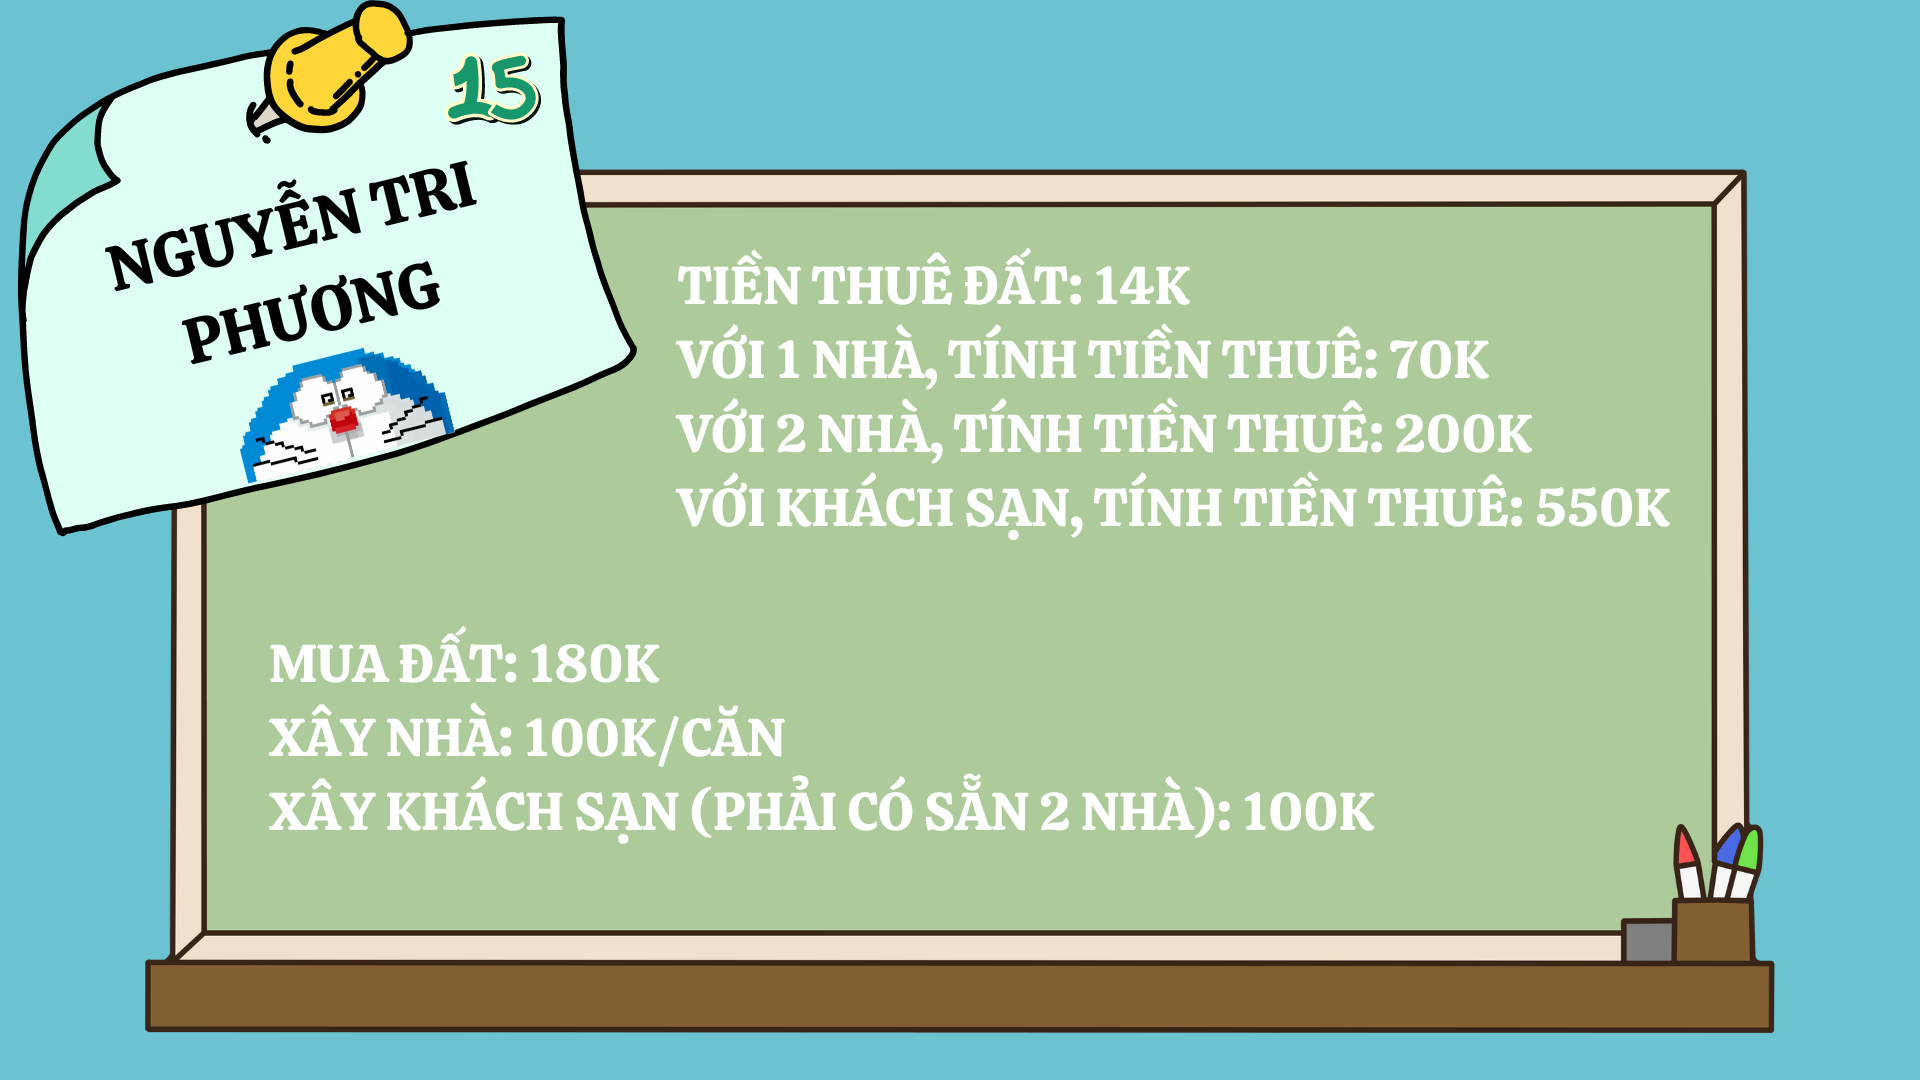 15
NGUYỄN TRI
PHƯƠNG
TIỀN THUÊ ĐẤT: 14K
VỚI 1 NHÀ, TÍNH TIỀN THUÊ: 70K
VỚI 2 NHÀ, TÍNH TIỀN THUÊ: 200K
VỚI KHÁCH SẠN, TÍNH TIỀN THUÊ: 550K
MUA ĐẤT: 180K
XÂY NHÀ: 100K/CĂN
XÂY KHÁCH SẠN (PHẢI CÓ SẴN 2 NHÀ): 100K